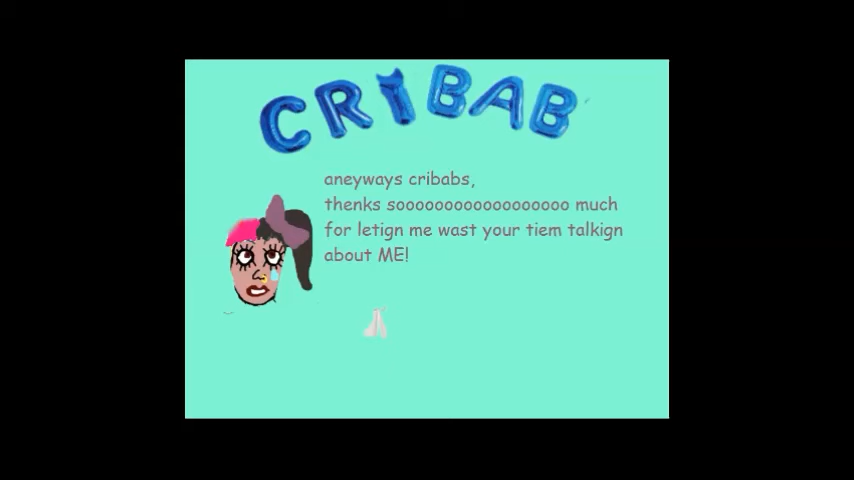 CRIBAB
aneyways cribabs,
thenks soooooooooooooooooo much
for letign me wast your tiem talkign
about ME!